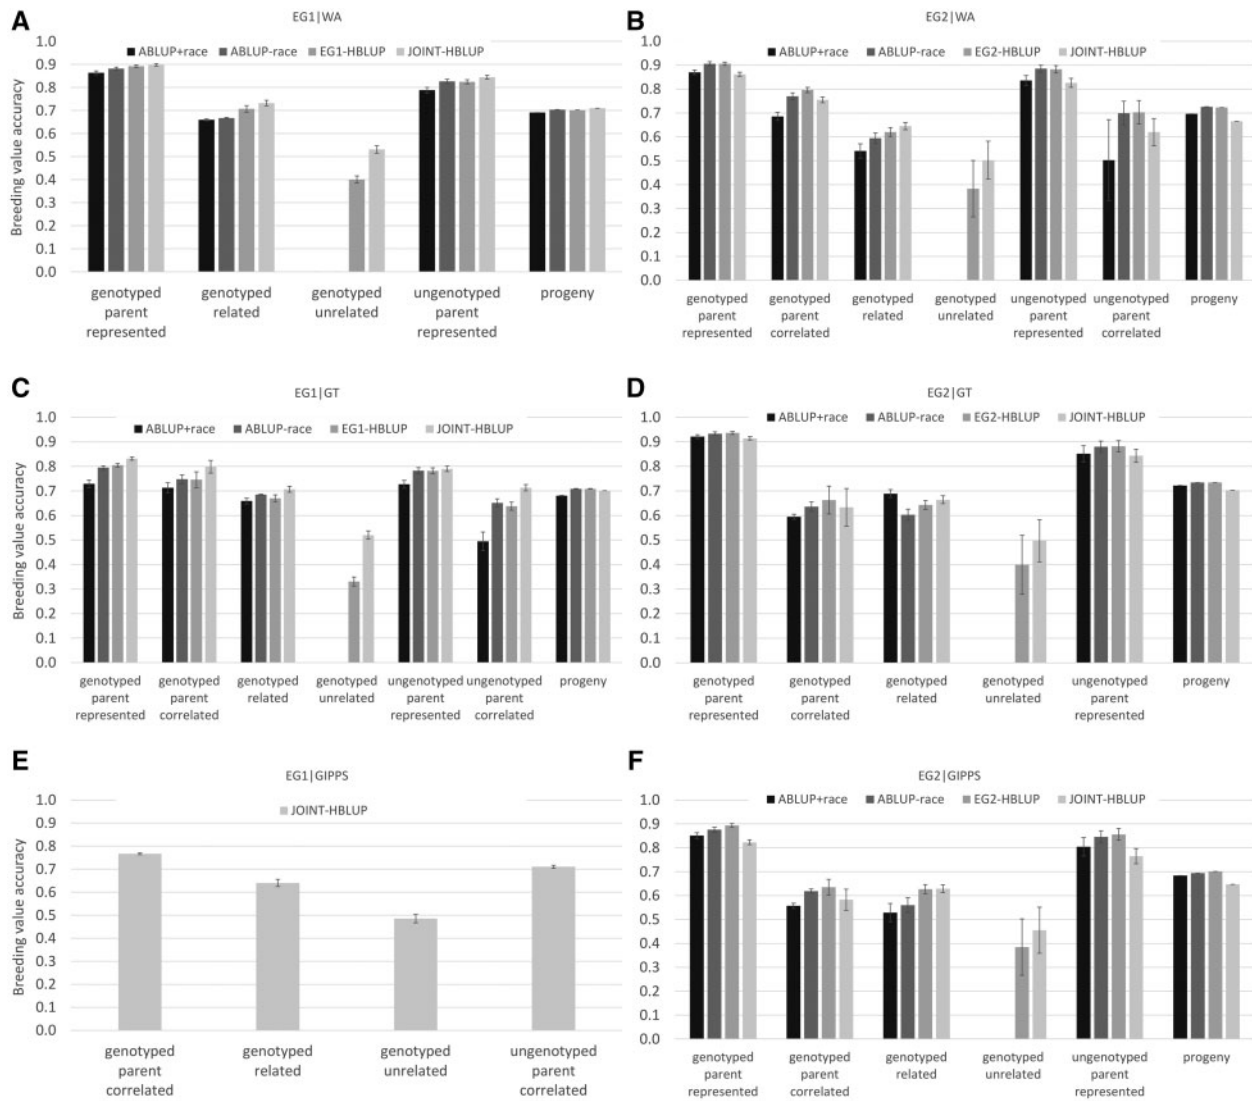 A
EG1|WA
ABLUP+race ABLUP-race EG1-HBLUP JOINT-HBLUP
Breeding value accuracy
1.0
0.9
0.8
0.7
0.6
0.5
0.4
0.3
0.2
0.1
0.0
genotyped parent represented
genotyped related
genotyped unrelated
ungenotyped parent represented
progeny
B
EG2|WA
ABLUP+race ABLUP-race EG2-HBLUP JOINT-HBLUP
1.0
0.9
0.8
0.7
0.6
0.5
0.4
0.3
0.2
0.1
0.0
genotyped parent represented
genotyped parent correlated
genotyped related
genotyped unrelated
ungenotyped parent represented
ungenotyped parent correlated
progeny
C
EG1|GT
ABLUP+race ABLUP-race EG1-HBLUP JOINT-HBLUP
Breeding value accuracy
1.0
0.9
0.8
0.7
0.6
0.5
0.4
0.3
0.2
0.1
0.0
genotyped parent represented
genotyped parent correlated
genotyped related
genotyped unrelated
ungenotyped parent represented
ungenotyped parent correlated
progeny
D
EG2|GT
ABLUP+race ABLUP-race EG2-HBLUP JOINT-HBLUP
1.0
0.9
0.8
0.7
0.6
0.5
0.4
0.3
0.2
0.1
0.0
genotyped parent represented
genotyped parent correlated
genotyped related
genotyped unrelated
ungenotyped parent represented
progeny
E
EG1|GIPPS
JOINT-HBLUP
Breeding value accuracy
1.0
0.9
0.8
0.7
0.6
0.5
0.4
0.3
0.2
0.1
0.0
genotyped parent correlated
genotyped related
genotyped unrelated
ungenotyped parent correlated
F
EG2|GIPPS
ABLUP+race ABLUP-race EG2-HBLUP JOINT-HBLUP
1.0
0.9
0.8
0.7
0.6
0.5
0.4
0.3
0.2
0.1
0.0
genotyped parent represented
genotyped parent correlated
genotyped related
genotyped unrelated
ungenotyped parent represented
progeny